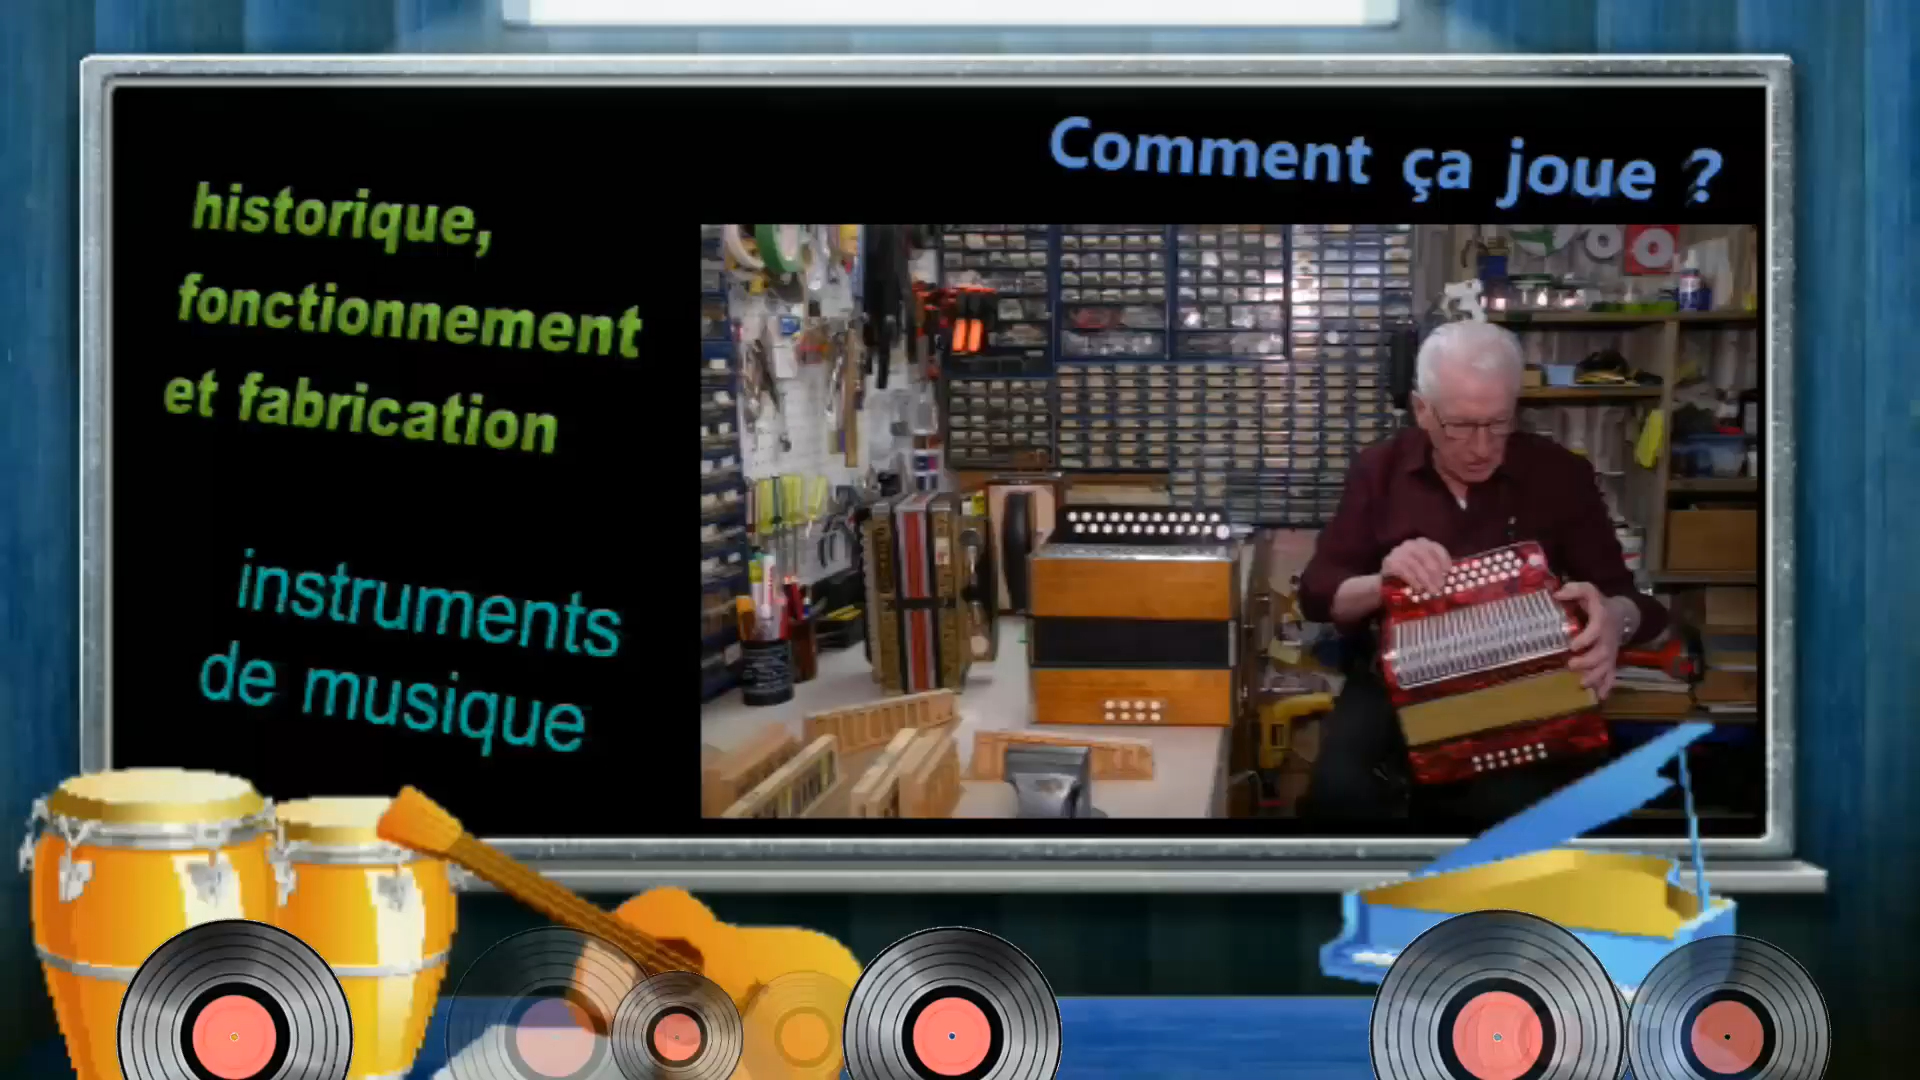 Comment ça joue ?
historique,
fonctionnement
et fabrication
instruments
de musique